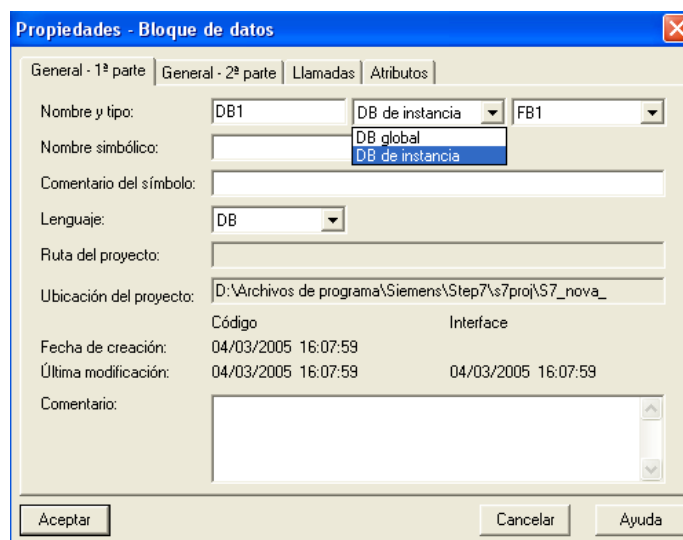 Propiedades - Bloque de datos
General - 1ª parte General - 2ª parte Llamadas Atributos
Nombre y tipo: DB1 DB de instancia FB1
DB global
DB de instancia
Nombre simbólico:
Comentario del símbolo:
Lenguaje: DB
Ruta del proyecto:
Ubicación del proyecto: D:\Archivos de programa\Siemens\Step7\s7proj\S7_nova_
Código Interface
Fecha de creación: 04/03/2005 16:07:59
Última modificación: 04/03/2005 16:07:59 04/03/2005 16:07:59
Comentario:
Aceptar Cancelar Ayuda